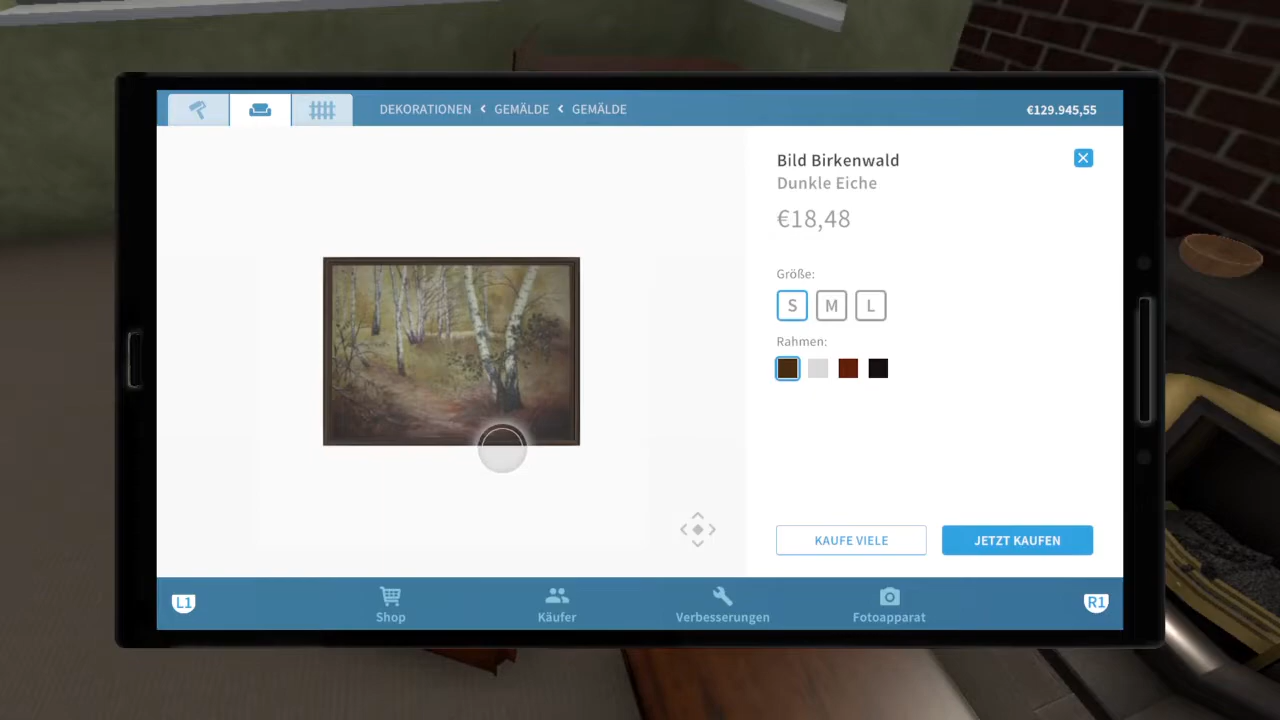 DEKORATIONEN < GEMÄLDE < GEMÄLDE
€129.945,55
Bild Birkenwald
Dunkle Eiche
€18,48
Größe:
S M L
Rahmen:
KAUFE VIELE
JETZT KAUFEN
L1
Shop
Käufer
Verbesserungen
Fotoapparat
R1